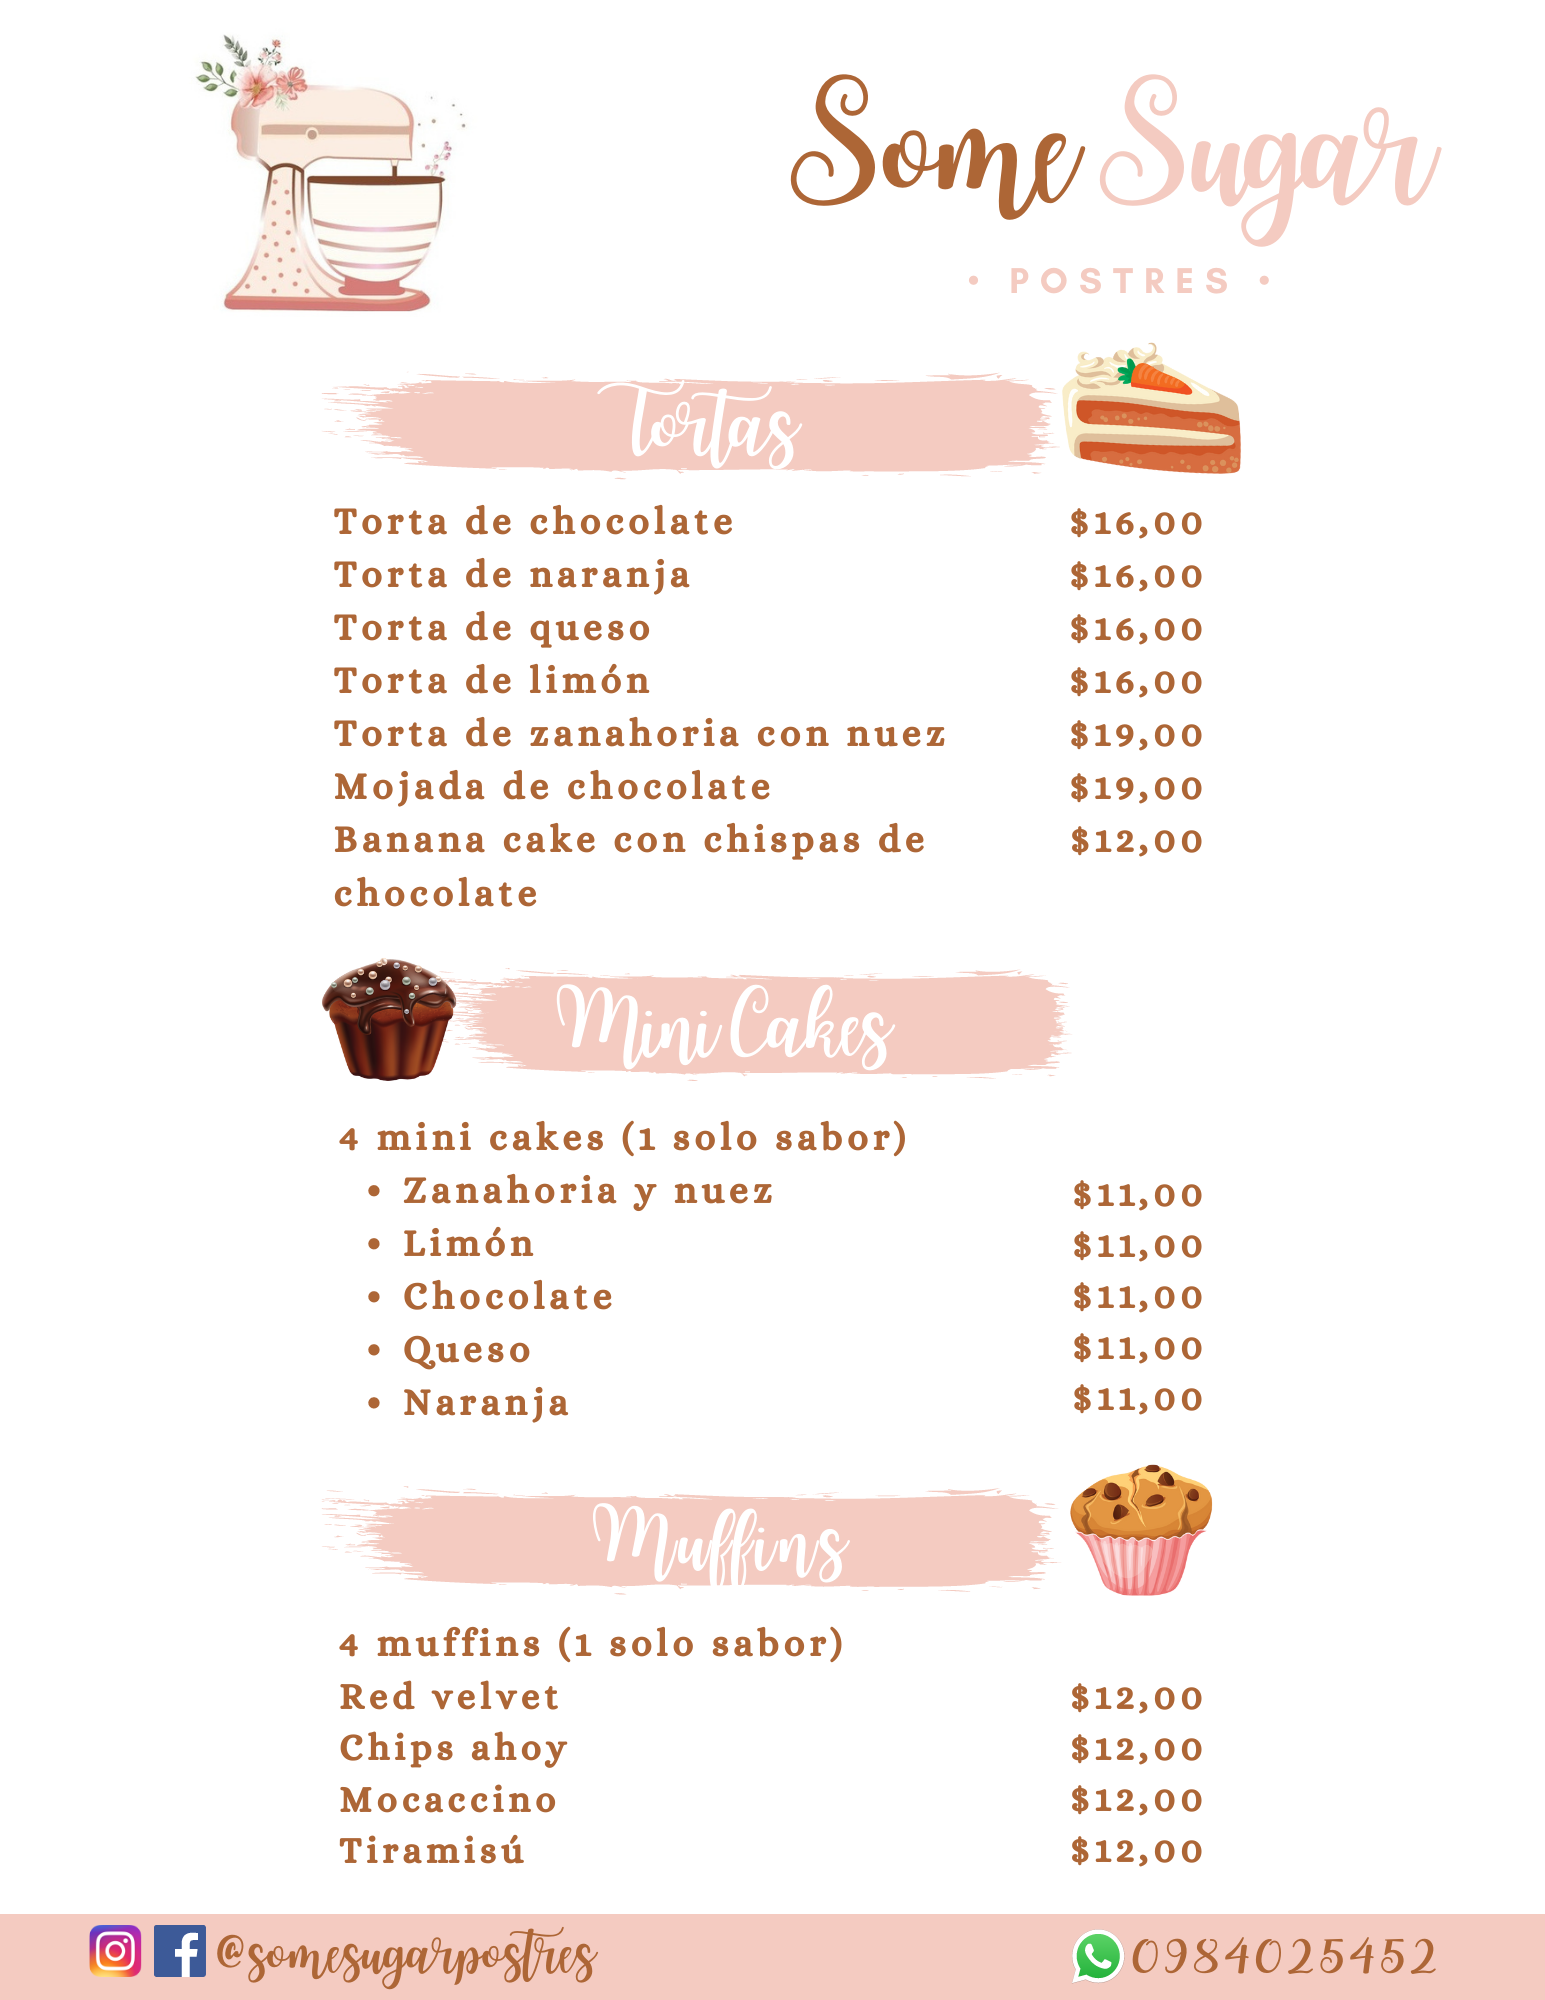 Some Sugar
• POSTRES •
Tortas
Torta de chocolate $16,00
Torta de naranja $16,00
Torta de queso $16,00
Torta de limón $16,00
Torta de zanahoria con nuez $19,00
Mojada de chocolate $19,00
Banana cake con chispas de $12,00
chocolate
Mini Cakes
4 mini cakes (1 solo sabor)
• Zanahoria y nuez $11,00
• Limón $11,00
• Chocolate $11,00
• Queso $11,00
• Naranja $11,00
Muffins
4 muffins (1 solo sabor)
Red velvet $12,00
Chips ahoy $12,00
Mocaccino $12,00
Tiramisú $12,00
@somesugarpostres 0984025452